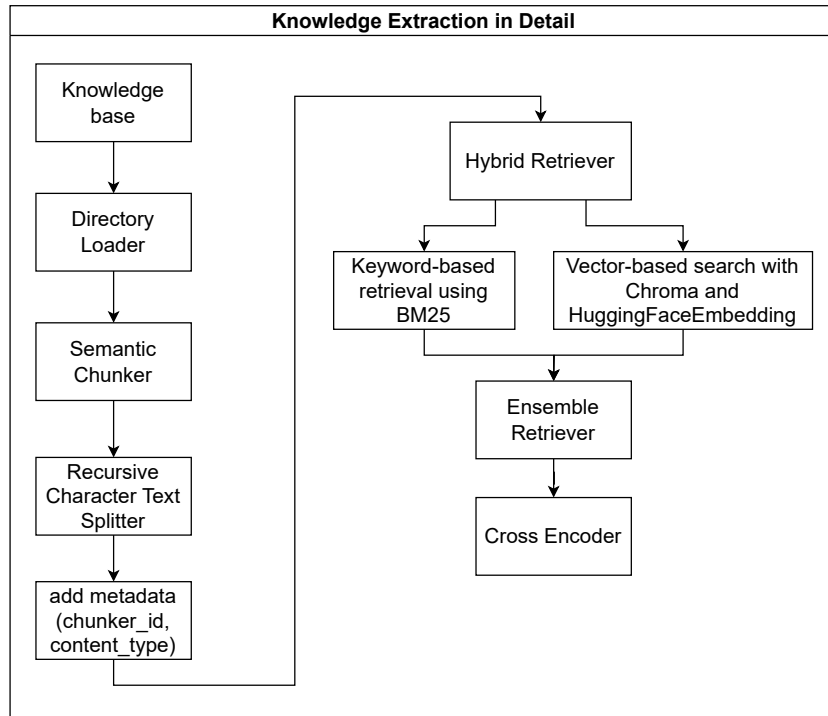 Knowledge Extraction in Detail
Knowledge
base
Directory
Loader
Semantic
Chunker
Recursive
Character Text
Splitter
add metadata
(chunker_id,
content_type)
Hybrid Retriever
Keyword-based
retrieval using
BM25
Vector-based search with
Chroma and
HuggingFaceEmbedding
Ensemble
Retriever
Cross Encoder